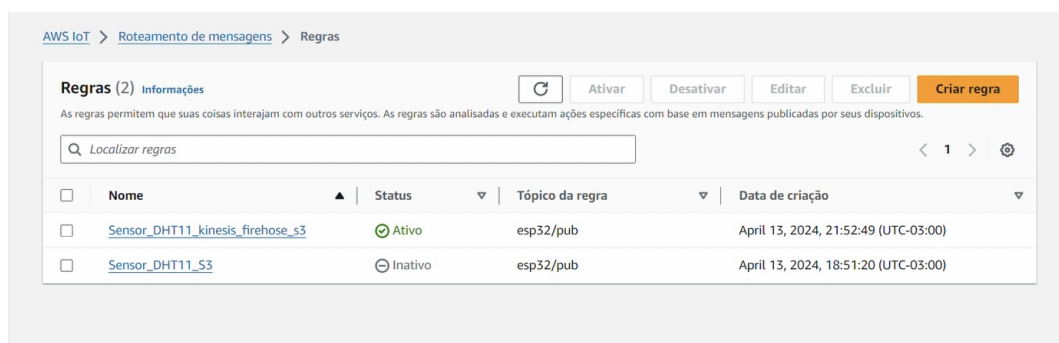 AWS IoT > Roteamento de mensagens > Regras
Regras (2) Informações
Ativar Desativar Editar Excluir Criar regra
As regras permitem que suas coisas interajam com outros serviços. As regras são analisadas e executam ações específicas com base em mensagens publicadas por seus dispositivos.
Localizar regras
< 1 >
Nome Status Tópico da regra Data de criação
Sensor_DHT11_kinesis_firehose_s3 Ativo esp32/pub April 13, 2024, 21:52:49 (UTC-03:00)
Sensor_DHT11_S3 Inativo esp32/pub April 13, 2024, 18:51:20 (UTC-03:00)